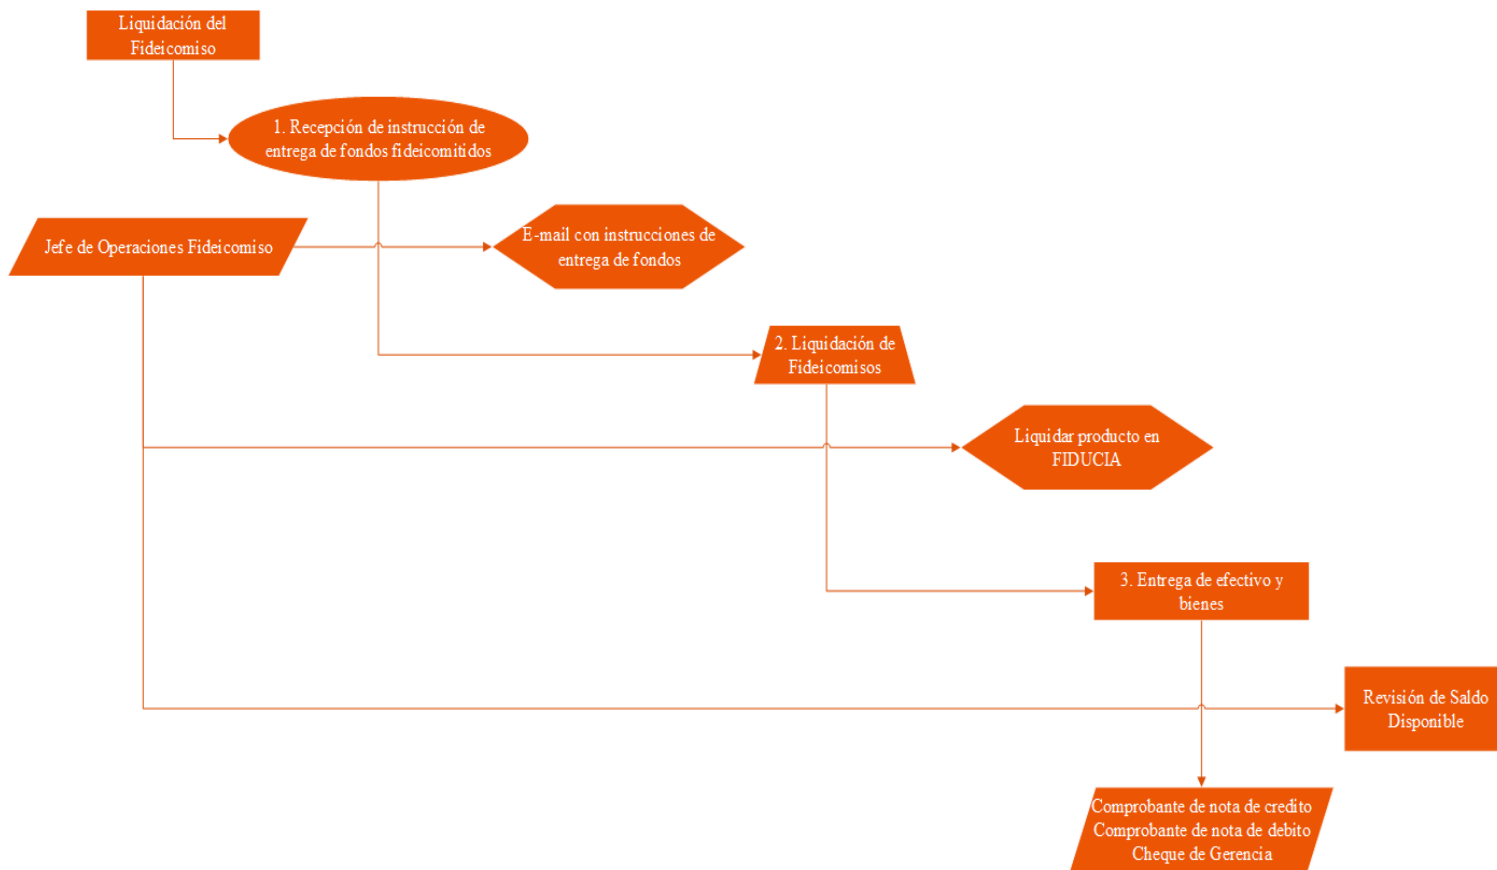 Liquidación del
Fideicomiso
1. Recepción de instrucción de
entrega de fondos fideicomitidos
Jefe de Operaciones Fideicomiso
E-mail con instrucciones de
entrega de fondos
2. Liquidación de
Fideicomisos
Liquidar producto en
FIDUCIA
3. Entrega de efectivo y
bienes
Revisión de Saldo
Disponible
Comprobante de nota de credito
Comprobante de nota de debito
Cheque de Gerencia